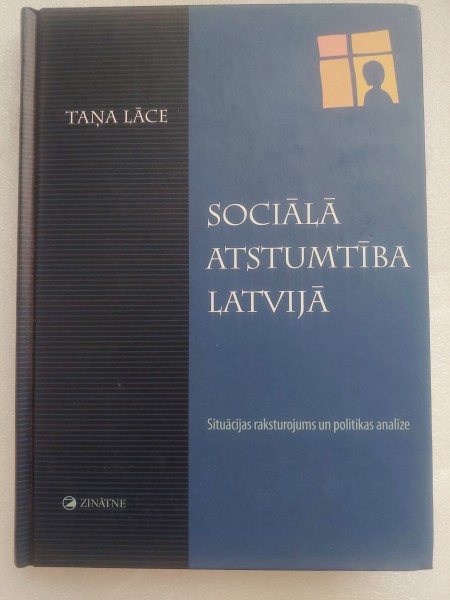 TAŅA LĀCE
SOCIĀLĀ
ATSTUMTĪBA
LATVIJĀ
Situācijas raksturojums un politikas analīze
ZINĀTNE